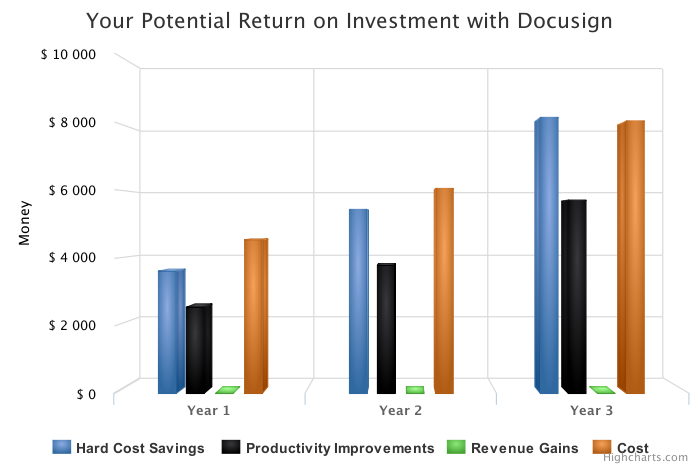 Your Potential Return on Investment with Docusign
$ 10 000
$ 8 000
$ 6 000
$ 4 000
$ 2 000
$ 0
Money
Year 1
Year 2
Year 3
Hard Cost Savings
Productivity Improvements
Revenue Gains
Cost
Highcharts.com